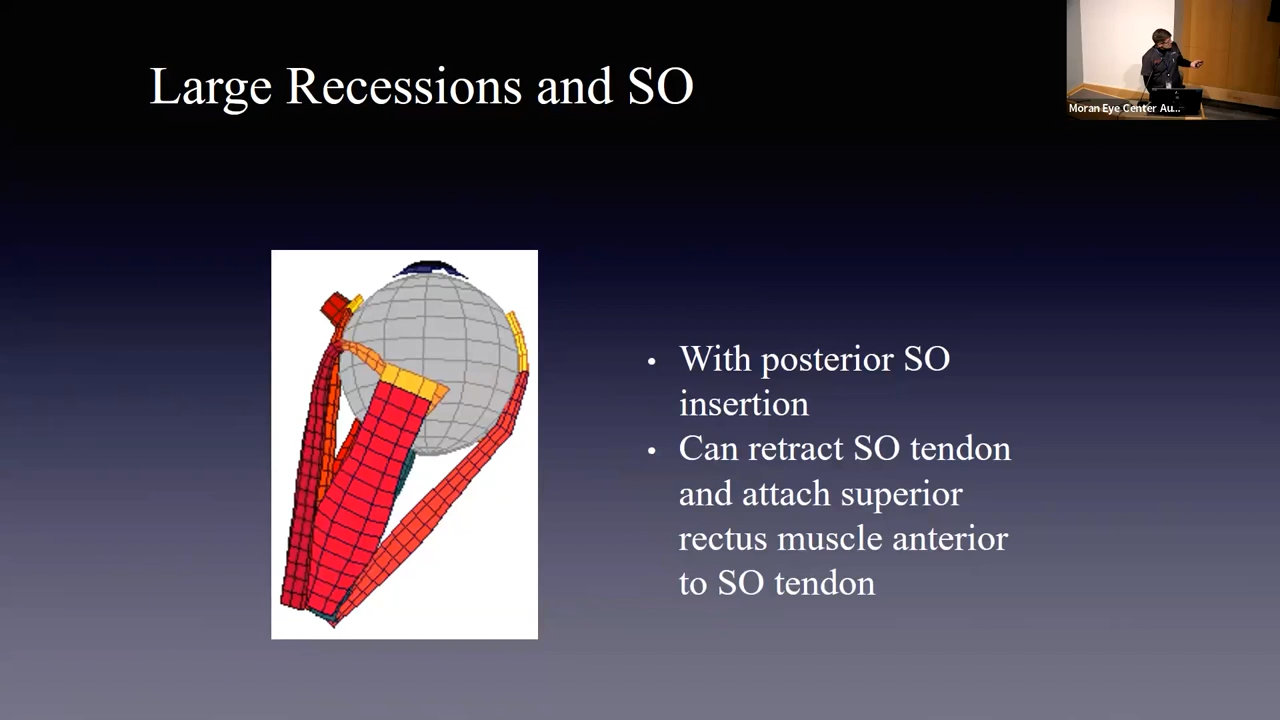 Large Recessions and SO
Moran Eye Center Au...
• With posterior SO
insertion
• Can retract SO tendon
and attach superior
rectus muscle anterior
to SO tendon